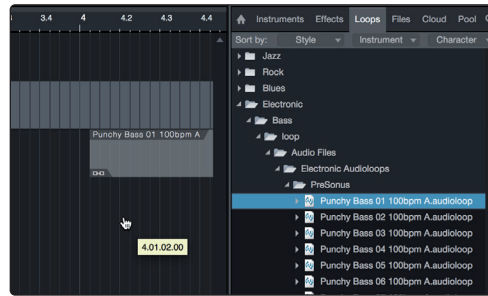 3.4 4 4.2 4.3 4.4
Instruments Effects Loops Files Cloud Pool
Sort by: Style Instrument Character
Jazz
Rock
Blues
Electronic
Bass
loop
Audio Files
Electronic Audioloops
PreSonus
Punchy Bass 01 100bpm A.audioloop
Punchy Bass 02 100bpm A.audioloop
Punchy Bass 03 100bpm A.audioloop
Punchy Bass 04 100bpm A.audioloop
Punchy Bass 05 100bpm A.audioloop
Punchy Bass 06 100bpm A.audioloop
Punchy Bass 01 100bpm A
4.01.02.00